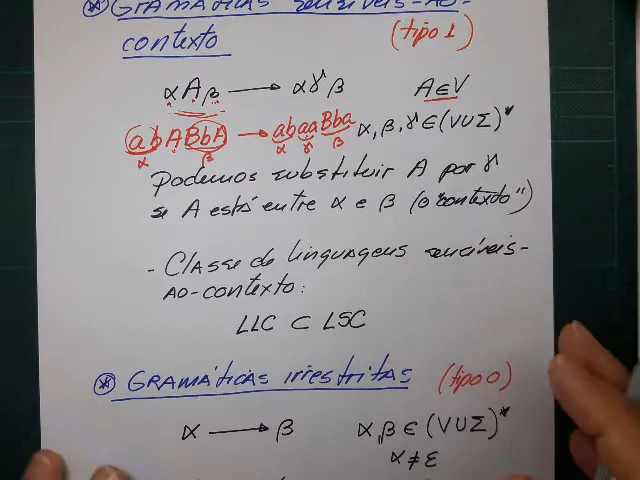 GRAMÁTICAS sensíveis-AO-
contexto (tipo 1)
αAβ → αγβ A ∈ V
abABbA → abaaBba α, β, γ ∈ (V ∪ Σ)*
α β α γ β
Podemos substituir A por γ
se A está entre α e β (o "contexto")
- Classe de linguagens sensíveis-
AO-contexto:
LLC ⊂ LSC
GRAMÁTICAS irrestritas (tipo 0)
α → β α, β ∈ (V ∪ Σ)*
α ≠ ε